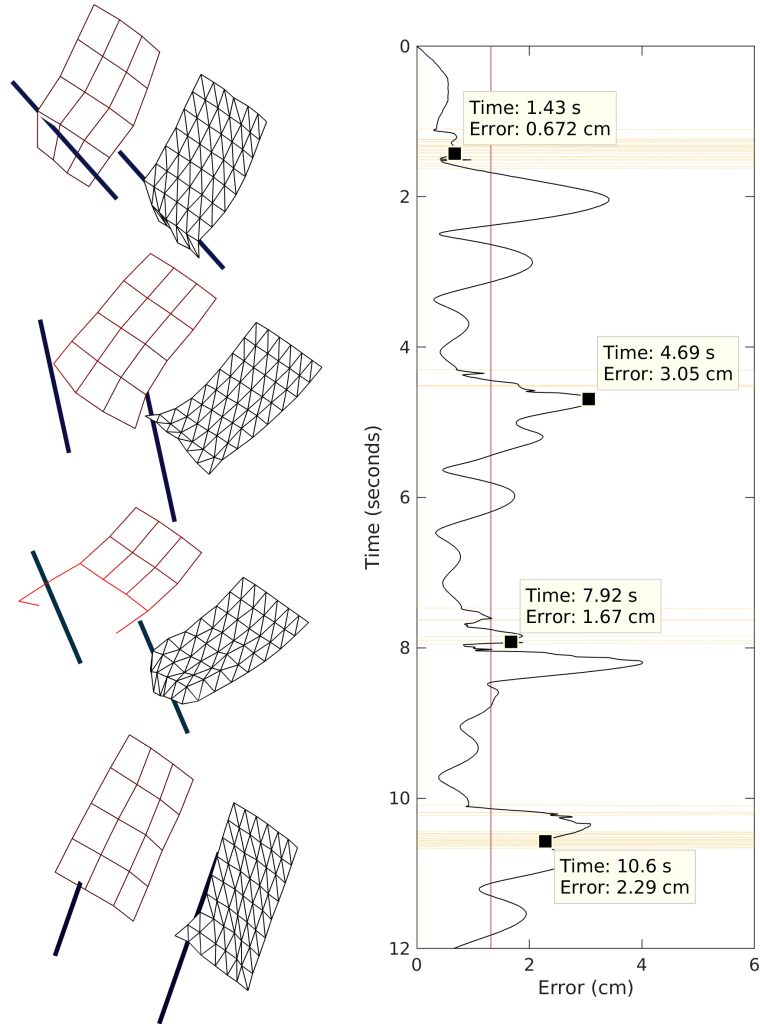 0
2
4
6
8
10
12
Time (seconds)
Time: 1.43 s
Error: 0.672 cm
Time: 4.69 s
Error: 3.05 cm
Time: 7.92 s
Error: 1.67 cm
Time: 10.6 s
Error: 2.29 cm
0 2 4 6
Error (cm)